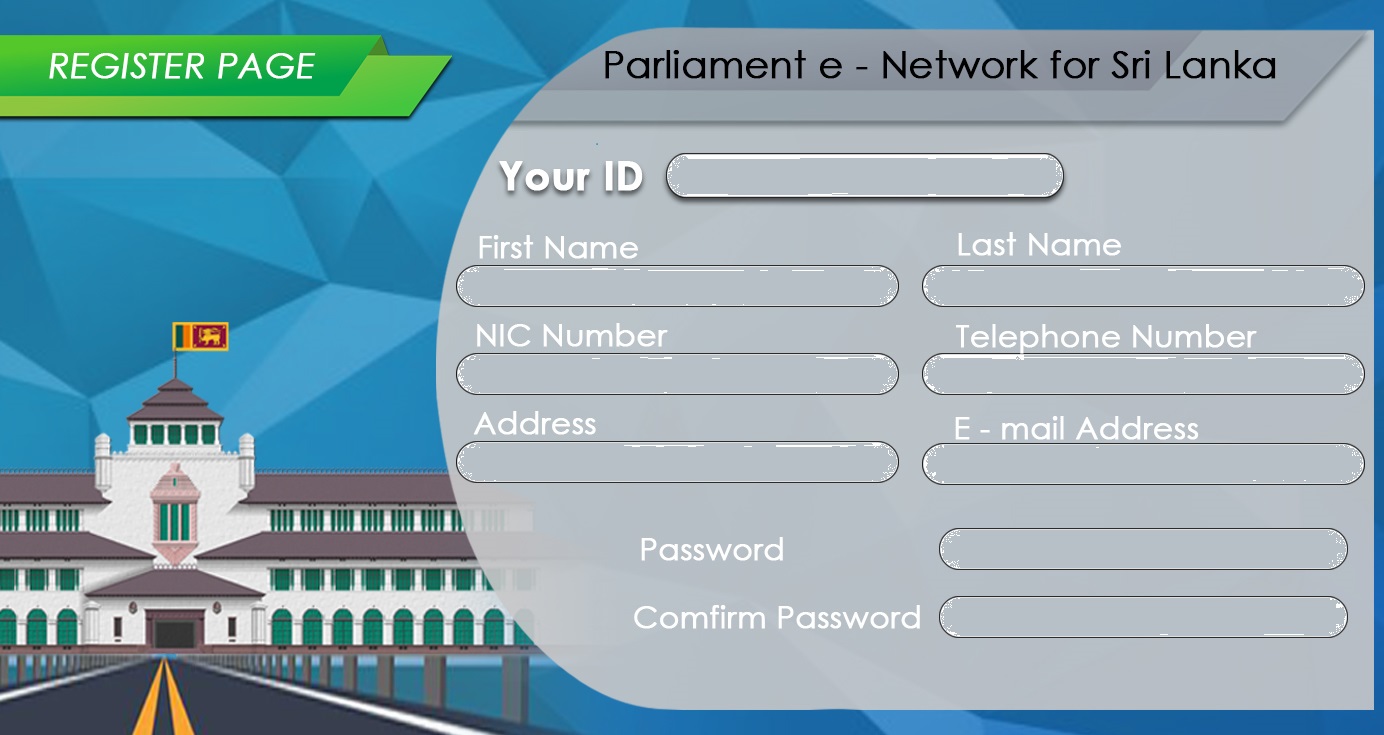 REGISTER PAGE
Parliament e - Network for Sri Lanka
Your ID
First Name
Last Name
NIC Number
Telephone Number
Address
E - mail Address
Password
Comfirm Password